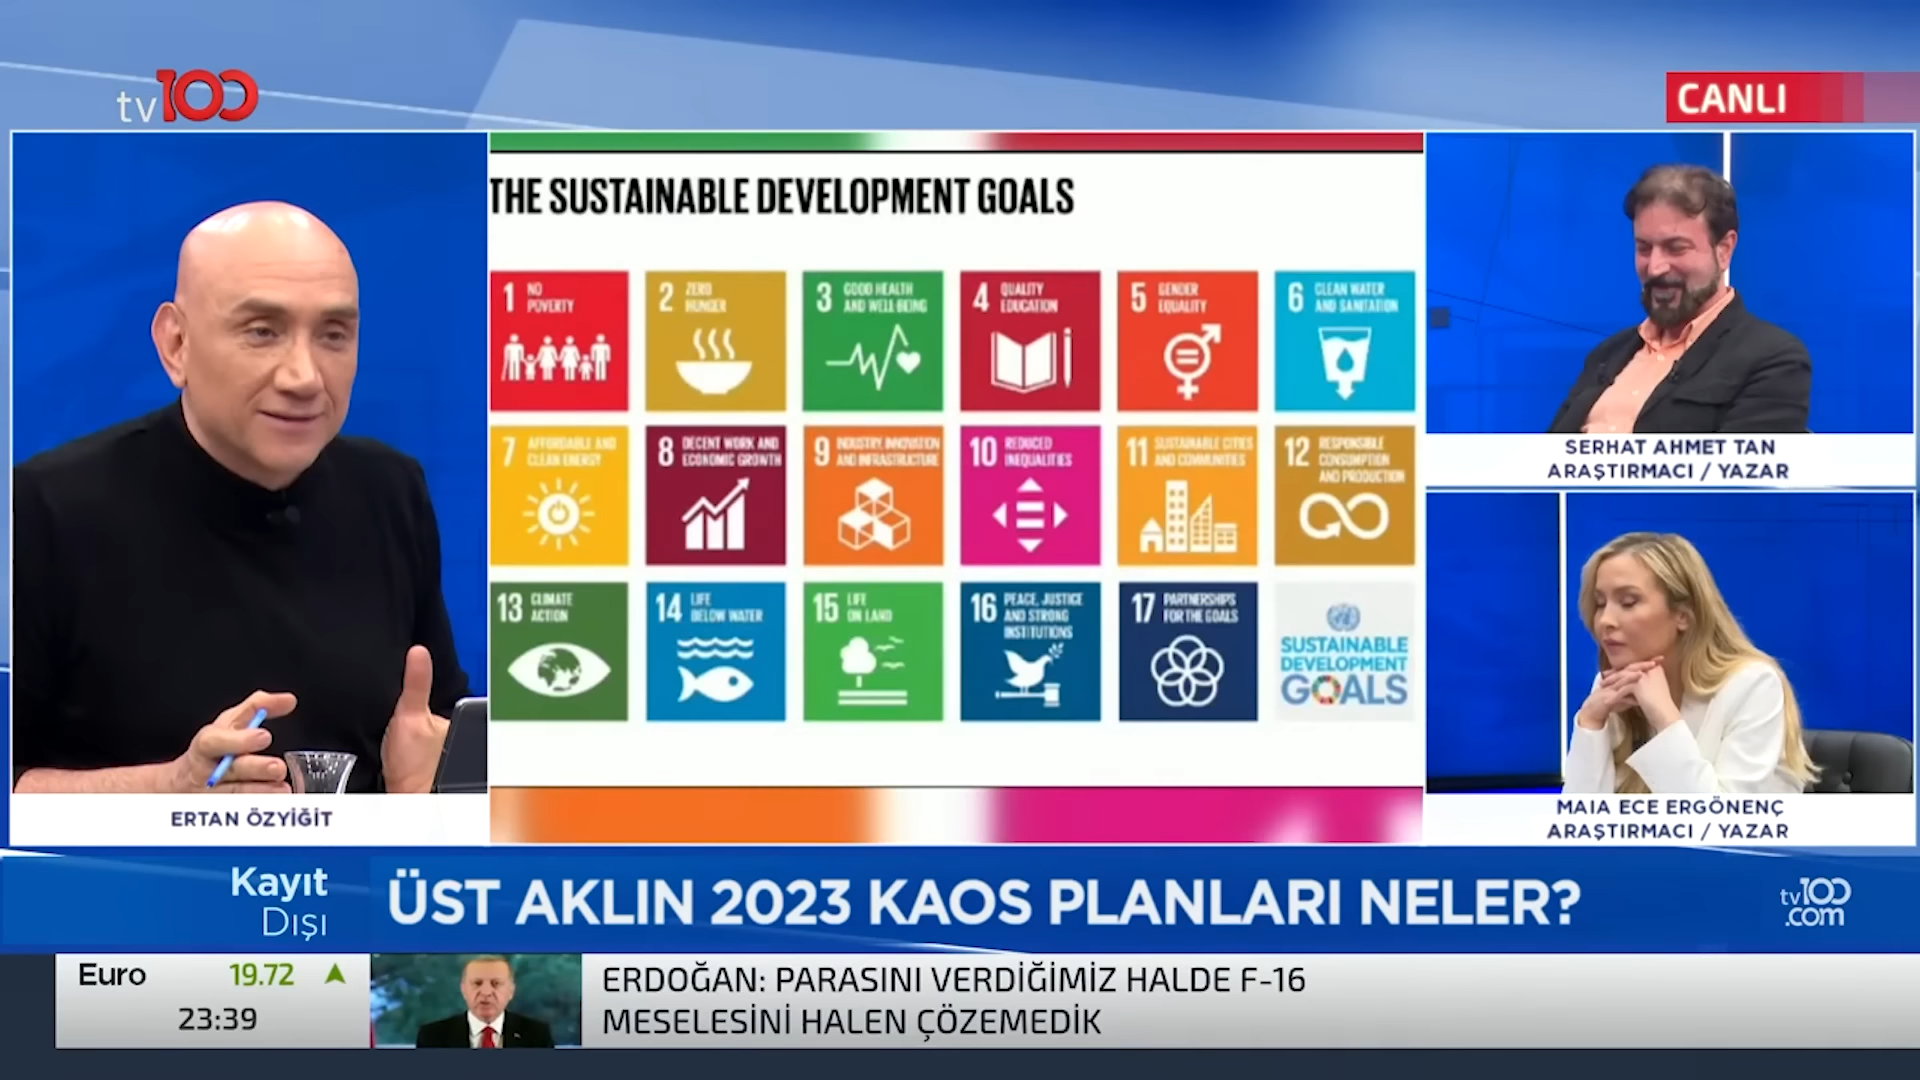 tv100
CANLI
THE SUSTAINABLE DEVELOPMENT GOALS
1 NO
POVERTY
2 ZERO
HUNGER
3 GOOD HEALTH
AND WELL-BEING
4 QUALITY
EDUCATION
5 GENDER
EQUALITY
6 CLEAN WATER
AND SANITATION
7 AFFORDABLE AND
CLEAN ENERGY
8 DECENT WORK AND
ECONOMIC GROWTH
9 INDUSTRY, INNOVATION
AND INFRASTRUCTURE
10 REDUCED
INEQUALITIES
11 SUSTAINABLE CITIES
AND COMMUNITIES
12 RESPONSIBLE
CONSUMPTION
AND PRODUCTION
13 CLIMATE
ACTION
14 LIFE
BELOW WATER
15 LIFE
ON LAND
16 PEACE, JUSTICE
AND STRONG
INSTITUTIONS
17 PARTNERSHIPS
FOR THE GOALS
SUSTAINABLE
DEVELOPMENT
GOALS
SERHAT AHMET TAN
ARAŞTIRMACI / YAZAR
MAIA ECE ERGÖNENÇ
ARAŞTIRMACI / YAZAR
ERTAN ÖZYİĞİT
Kayıt
Dışı
ÜST AKLIN 2023 KAOS PLANLARI NELER?
tv100
.com
Euro 19.72
23:39
ERDOĞAN: PARASINI VERDİĞİMİZ HALDE F-16
MESELESİNİ HALEN ÇÖZEMEDİK